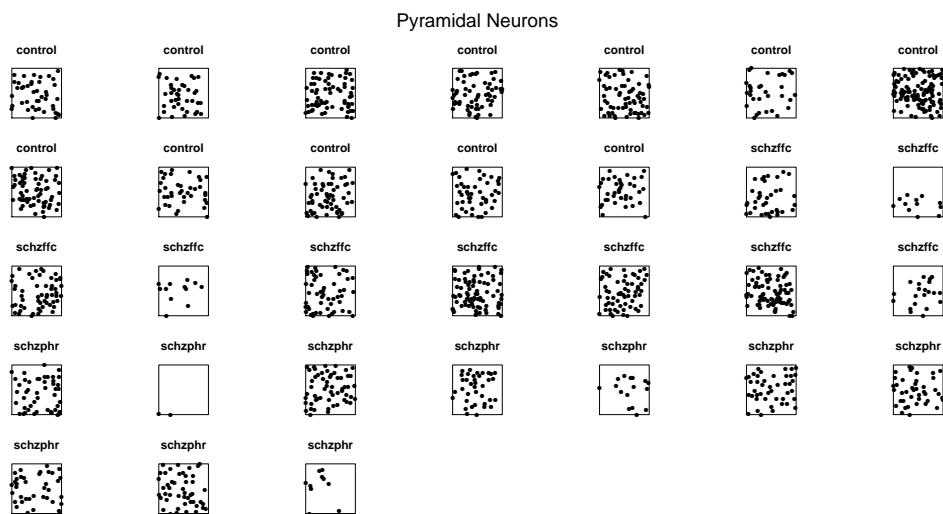 Pyramidal Neurons
control control control control control control control
control control control control control schzffc schzffc
schzffc schzffc schzffc schzffc schzffc schzffc schzffc
schzphr schzphr schzphr schzphr schzphr schzphr schzphr
schzphr schzphr schzphr